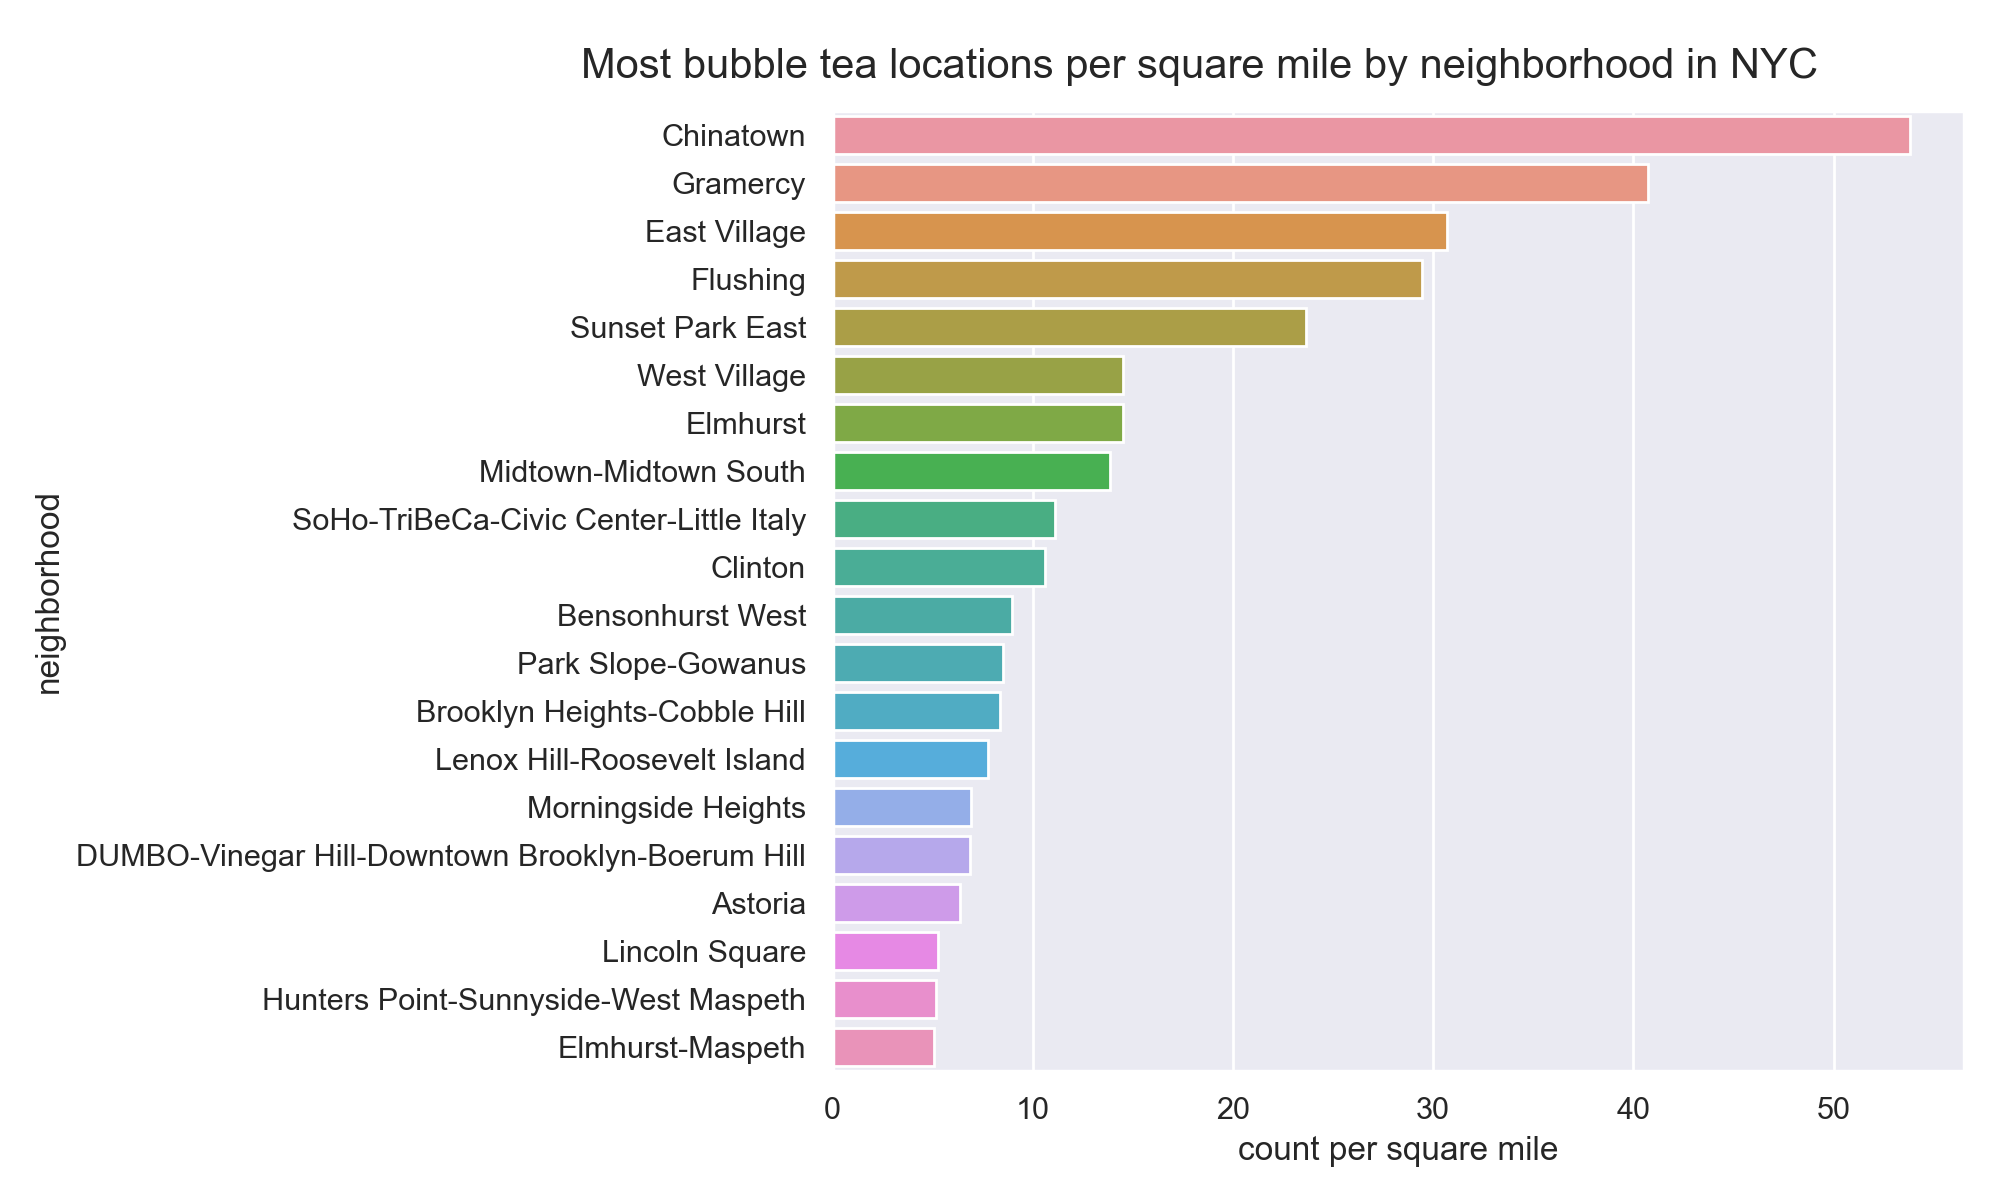 Most bubble tea locations per square mile by neighborhood in NYC
neighborhood
Chinatown
Gramercy
East Village
Flushing
Sunset Park East
West Village
Elmhurst
Midtown-Midtown South
SoHo-TriBeCa-Civic Center-Little Italy
Clinton
Bensonhurst West
Park Slope-Gowanus
Brooklyn Heights-Cobble Hill
Lenox Hill-Roosevelt Island
Morningside Heights
DUMBO-Vinegar Hill-Downtown Brooklyn-Boerum Hill
Astoria
Lincoln Square
Hunters Point-Sunnyside-West Maspeth
Elmhurst-Maspeth
0 10 20 30 40 50
count per square mile